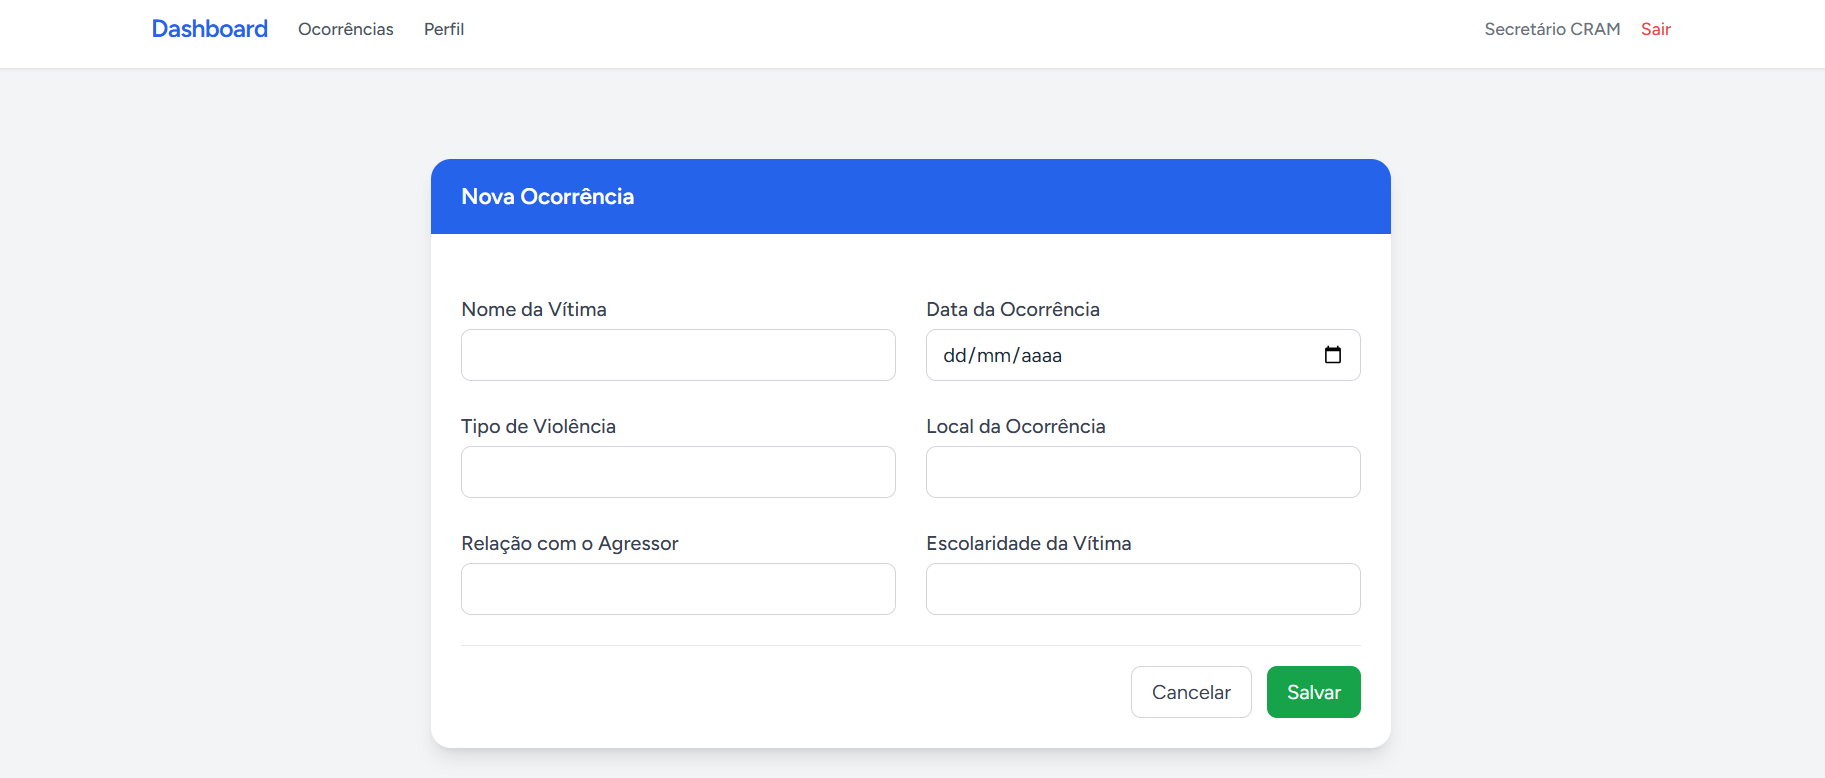 Dashboard Ocorrências Perfil Secretário CRAM Sair
Nova Ocorrência
Nome da Vítima Data da Ocorrência
dd/mm/aaaa
Tipo de Violência Local da Ocorrência
Relação com o Agressor Escolaridade da Vítima
Cancelar Salvar